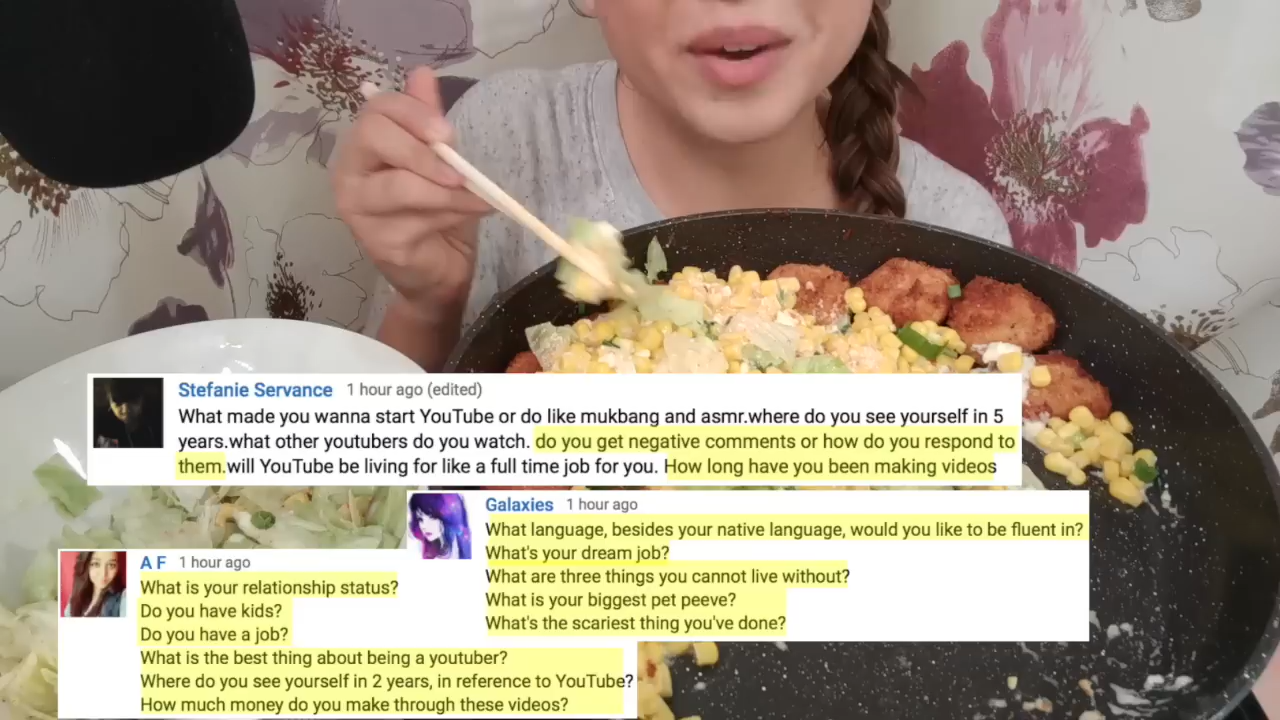 Stefanie Servance 1 hour ago (edited)
What made you wanna start YouTube or do like mukbang and asmr.where do you see yourself in 5
years.what other youtubers do you watch. do you get negative comments or how do you respond to
them.will YouTube be living for like a full time job for you. How long have you been making videos
Galaxies 1 hour ago
What language, besides your native language, would you like to be fluent in?
What's your dream job?
What are three things you cannot live without?
What is your biggest pet peeve?
What's the scariest thing you've done?
A F 1 hour ago
What is your relationship status?
Do you have kids?
Do you have a job?
What is the best thing about being a youtuber?
Where do you see yourself in 2 years, in reference to YouTube?
How much money do you make through these videos?